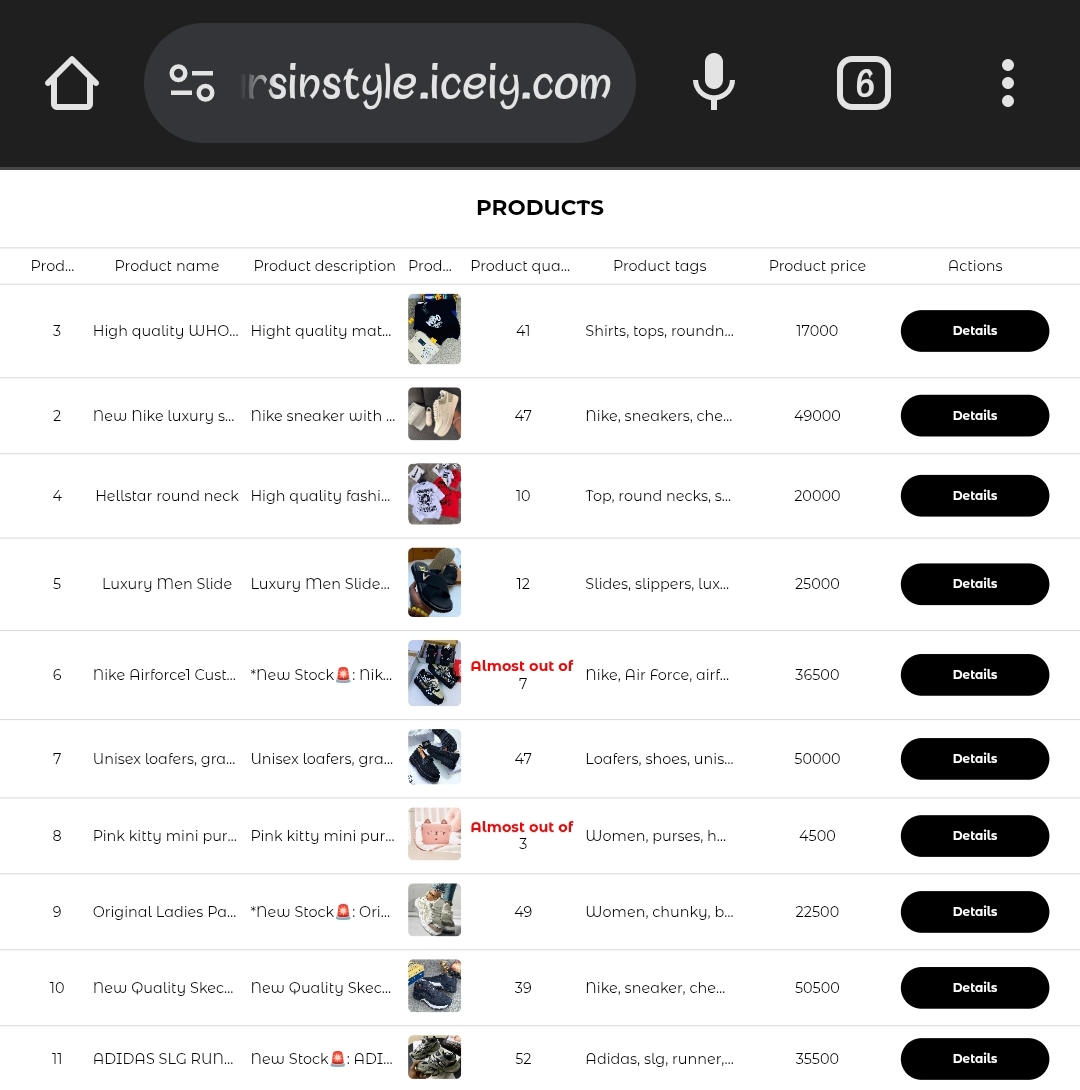 rsinstyle.iceiy.com
6
PRODUCTS
Prod... Product name Product description Prod... Product qua... Product tags Product price Actions
3 High quality WHO... Hight quality mat... 41 Shirts, tops, roundn... 17000 Details
2 New Nike luxury s... Nike sneaker with ... 47 Nike, sneakers, che... 49000 Details
4 Hellstar round neck High quality fashi... 10 Top, round necks, s... 20000 Details
5 Luxury Men Slide Luxury Men Slide... 12 Slides, slippers, lux... 25000 Details
6 Nike Airforce1 Cust... *New Stock🚨: Nik... Almost out of 7 Nike, Air Force, airf... 36500 Details
7 Unisex loafers, gra... Unisex loafers, gra... 47 Loafers, shoes, unis... 50000 Details
8 Pink kitty mini pur... Pink kitty mini pur... Almost out of 3 Women, purses, h... 4500 Details
9 Original Ladies Pa... *New Stock🚨: Ori... 49 Women, chunky, b... 22500 Details
10 New Quality Skec... New Quality Skec... 39 Nike, sneaker, che... 50500 Details
11 ADIDAS SLG RUN... New Stock🚨: ADI... 52 Adidas, slg, runner,... 35500 Details